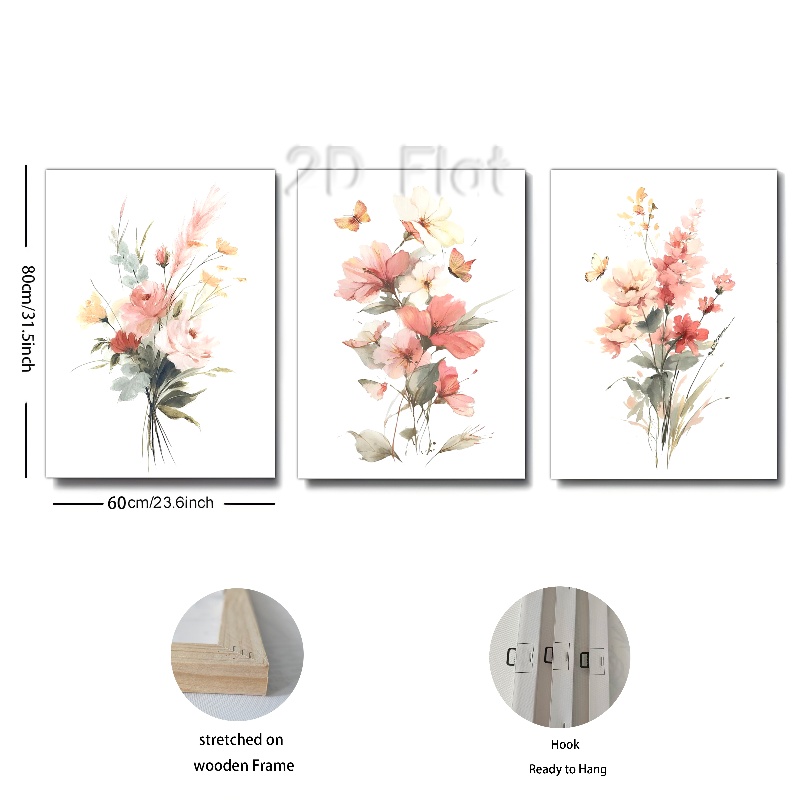 2D Flat
80cm/31.5inch
60cm/23.6inch
stretched on
wooden Frame
Hook
Ready to Hang